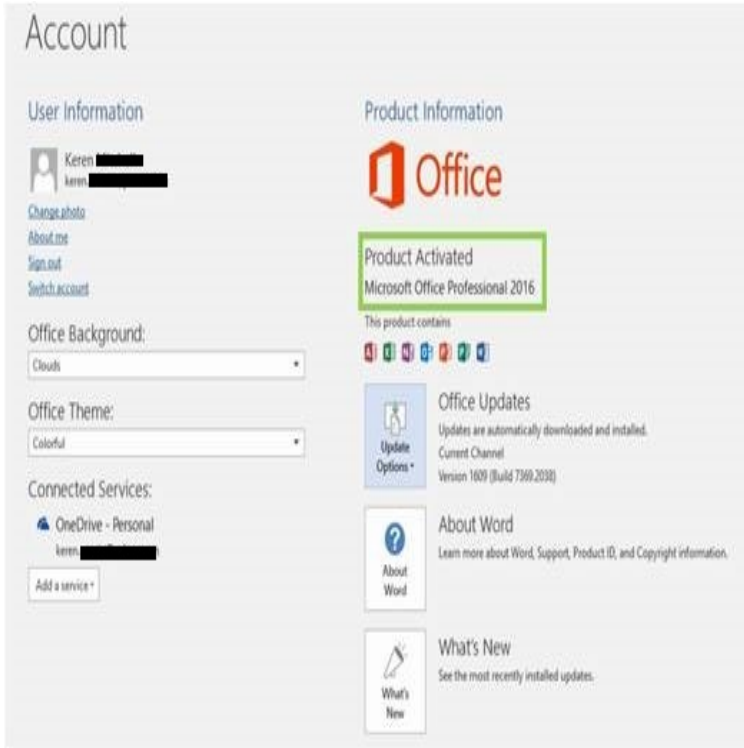 Account
User Information
Keren
keren.
Change photo
About me
Sign out
Switch account
Office Background:
Clouds
Office Theme:
Colorful
Connected Services:
OneDrive - Personal
keren.
Add a service
Product Information
Office
Product Activated
Microsoft Office Professional 2016
This product contains
Update
Options
Office Updates
Updates are automatically downloaded and installed.
Current Channel
Version 1609 (Build 7369.2038)
About
Word
About Word
Learn more about Word, Support, Product ID, and Copyright information.
What's
New
What's New
See the most recently installed updates.